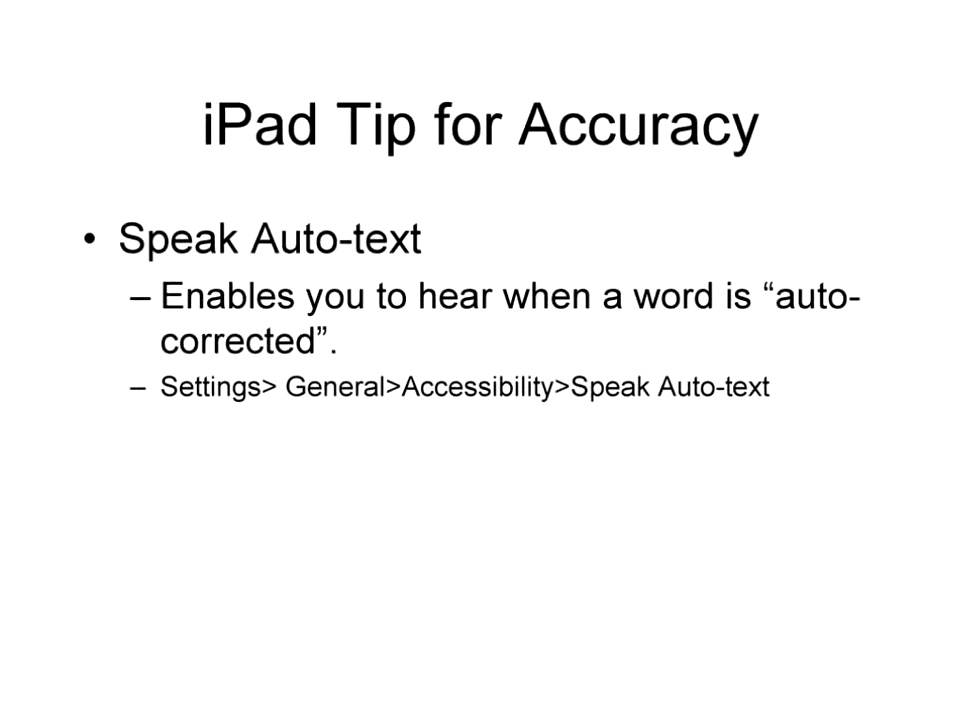 iPad Tip for Accuracy
• Speak Auto-text
– Enables you to hear when a word is “auto-
corrected”.
– Settings> General>Accessibility>Speak Auto-text